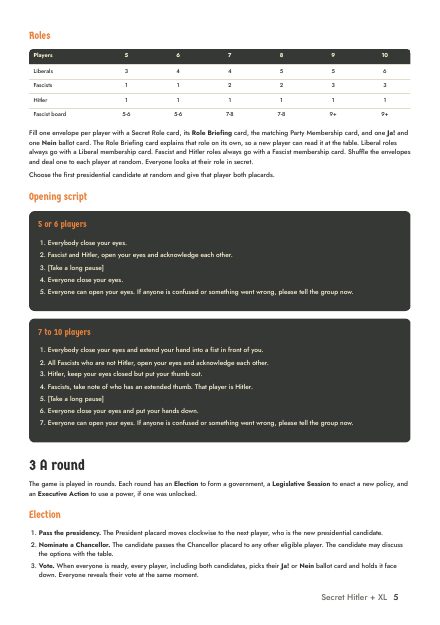 Roles
Players 5 6 7 8 9 10
Liberals 3 4 4 5 5 6
Fascists 1 1 2 2 3 3
Hitler 1 1 1 1 1 1
Fascist board 5-6 5-6 7-8 7-8 9+ 9+
Fill one envelope per player with a Secret Role card, its Role Briefing card, the matching Party Membership card, and one Ja! and
one Nein ballot card. The Role Briefing card explains that role on its own, so a new player can read it at the table. Liberal roles
always go with a Liberal membership card. Fascist and Hitler roles always go with a Fascist membership card. Shuffle the envelopes
and deal one to each player at random. Everyone looks at their role in secret.
Choose the first presidential candidate at random and give that player both placards.
Opening script
5 or 6 players
1. Everybody close your eyes.
2. Fascist and Hitler, open your eyes and acknowledge each other.
3. [Take a long pause]
4. Everyone close your eyes.
5. Everyone can open your eyes. If anyone is confused or something went wrong, please tell the group now.
7 to 10 players
1. Everybody close your eyes and extend your hand into a fist in front of you.
2. All Fascists who are not Hitler, open your eyes and acknowledge each other.
3. Hitler, keep your eyes closed but put your thumb out.
4. Fascists, take note of who has an extended thumb. That player is Hitler.
5. [Take a long pause]
6. Everyone close your eyes and put your hands down.
7. Everyone can open your eyes. If anyone is confused or something went wrong, please tell the group now.
3 A round
The game is played in rounds. Each round has an Election to form a government, a Legislative Session to enact a new policy, and
an Executive Action to use a power, if one was unlocked.
Election
1. Pass the presidency. The President placard moves clockwise to the next player, who is the new presidential candidate.
2. Nominate a Chancellor. The candidate passes the Chancellor placard to any other eligible player. The candidate may discuss
the options with the table.
3. Vote. When everyone is ready, every player, including both candidates, picks their Ja! or Nein ballot card and holds it face
down. Everyone reveals their vote at the same moment.
Secret Hitler + XL 5